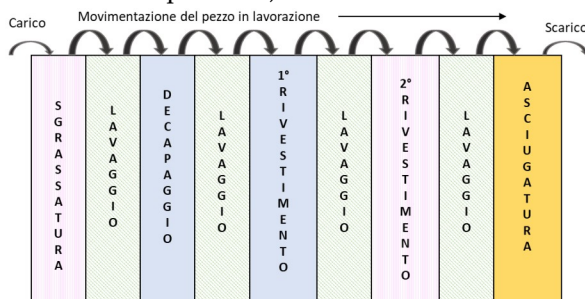 Carico
Movimentazione del pezzo in lavorazione
Scarico
SGRASSATURA
LAVAGGIO
DECAPAGGIO
LAVAGGIO
1° RIVESTIMENTO
LAVAGGIO
2° RIVESTIMENTO
LAVAGGIO
ASCIUGATURA